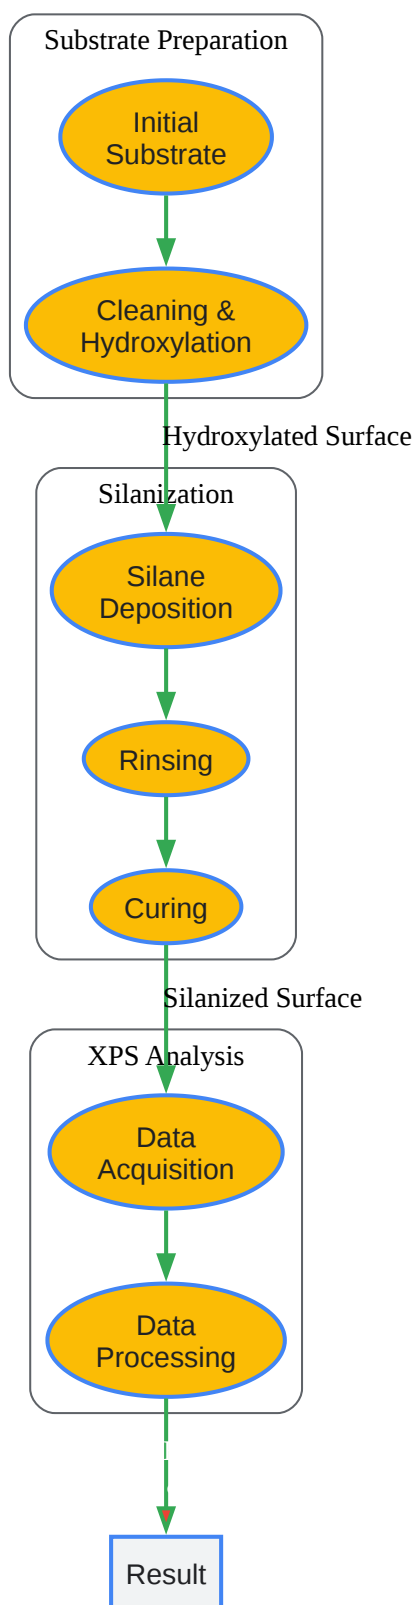 Substrate Preparation
Initial
Substrate
Cleaning &
Hydroxylation
Hydroxylated Surface
Silanization
Silane
Deposition
Rinsing
Curing
Silanized Surface
XPS Analysis
Data
Acquisition
Data
Processing
Result